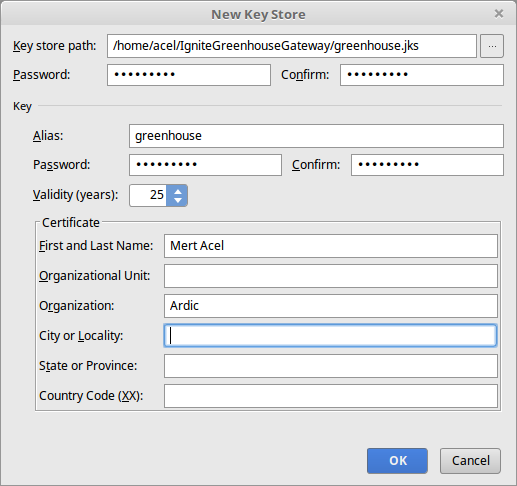 New Key Store
Key store path: /home/acel/IgniteGreenhouseGateway/greenhouse.jks ...
Password: ••••••••• Confirm: •••••••••
Key
Alias: greenhouse
Password: ••••••••• Confirm: •••••••••
Validity (years): 25
Certificate
First and Last Name: Mert Acel
Organizational Unit:
Organization: Ardic
City or Locality:
State or Province:
Country Code (XX):
OK Cancel